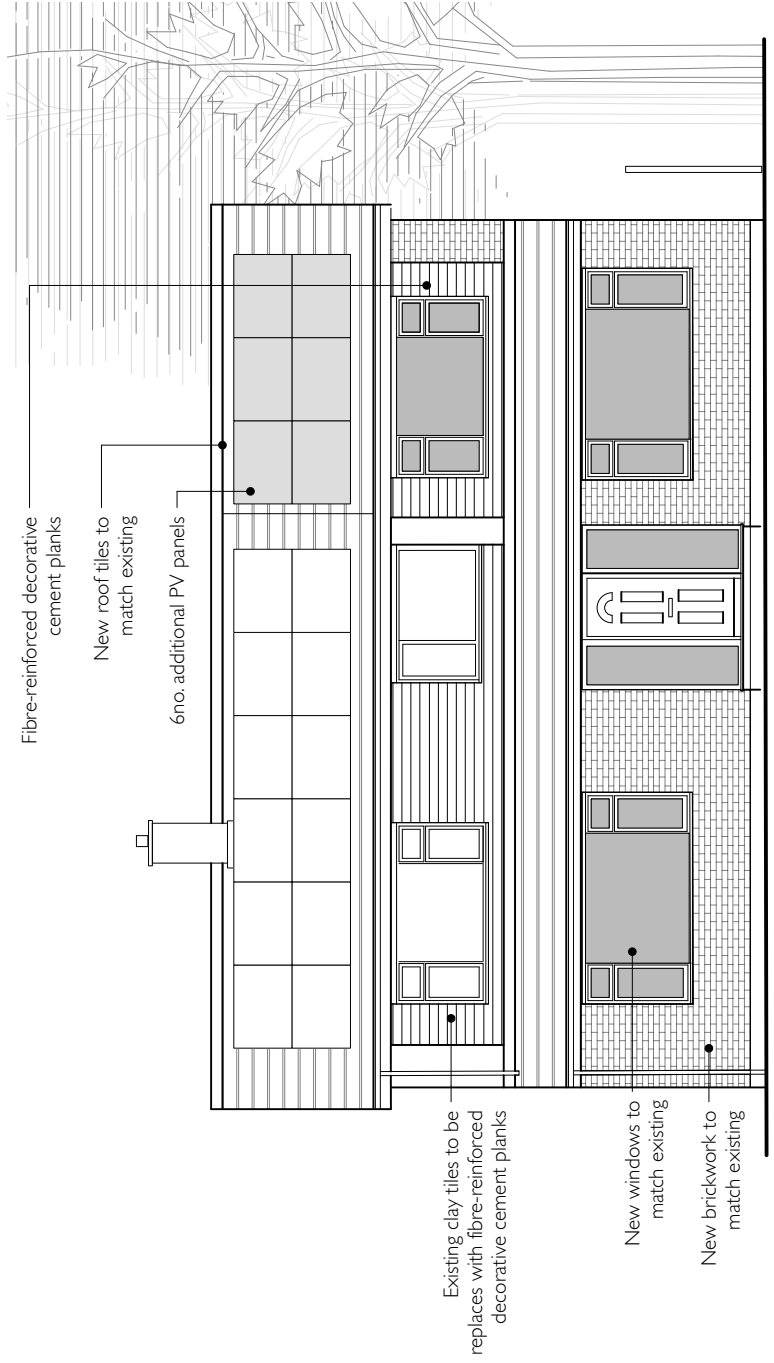 Fibre-reinforced decorative
cement planks
New roof tiles to
match existing
6no. additional PV panels
Existing clay tiles to be
replaces with fibre-reinforced
decorative cement planks
New windows to
match existing
New brickwork to
match existing